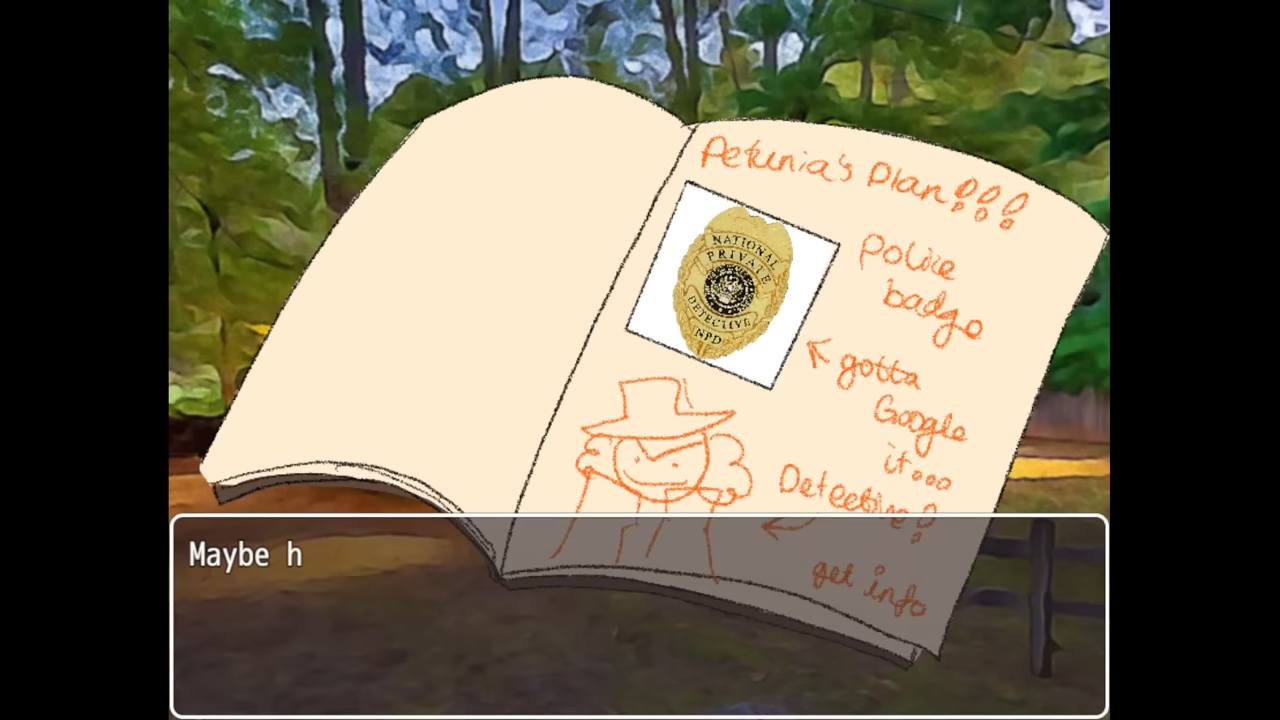 Petunia's Plan!!!
NATIONAL
PRIVATE
DETECTIVE
NPD
Police
badge
gotta
Google
it...
Detective!
get info
Maybe h